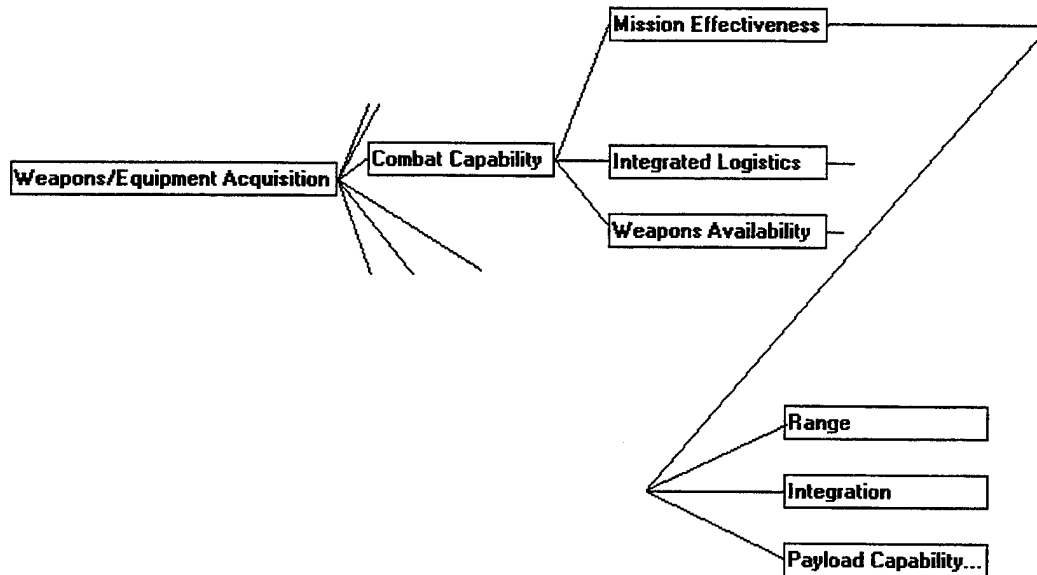 Mission Effectiveness
Combat Capability
Weapons/Equipment Acquisition
Integrated Logistics
Weapons Availability
Range
Integration
Payload Capability...